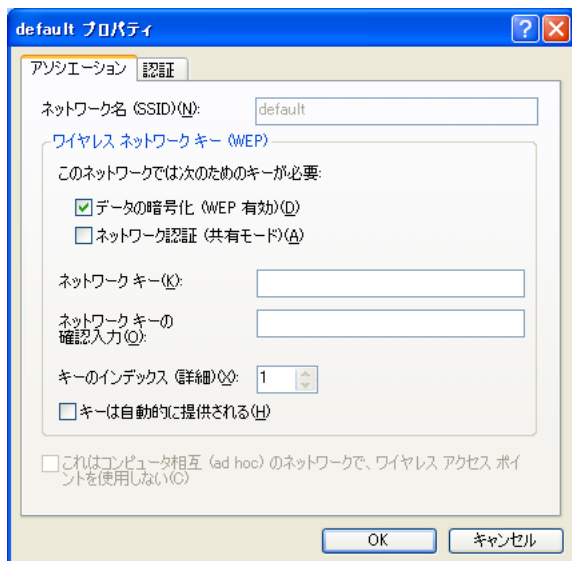 default プロパティ
アソシエーション 認証
ネットワーク名 (SSID)(N): default
ワイヤレス ネットワーク キー (WEP)
このネットワークでは次のためのキーが必要:
データの暗号化 (WEP 有効)(D)
ネットワーク認証 (共有モード)(A)
ネットワーク キー(K):
ネットワーク キーの
確認入力(O):
キーのインデックス (詳細)(X): 1
キーは自動的に提供される(H)
これはコンピュータ相互 (ad hoc) のネットワークで、ワイヤレス アクセス ポイ
ントを使用しない(C)
OK キャンセル